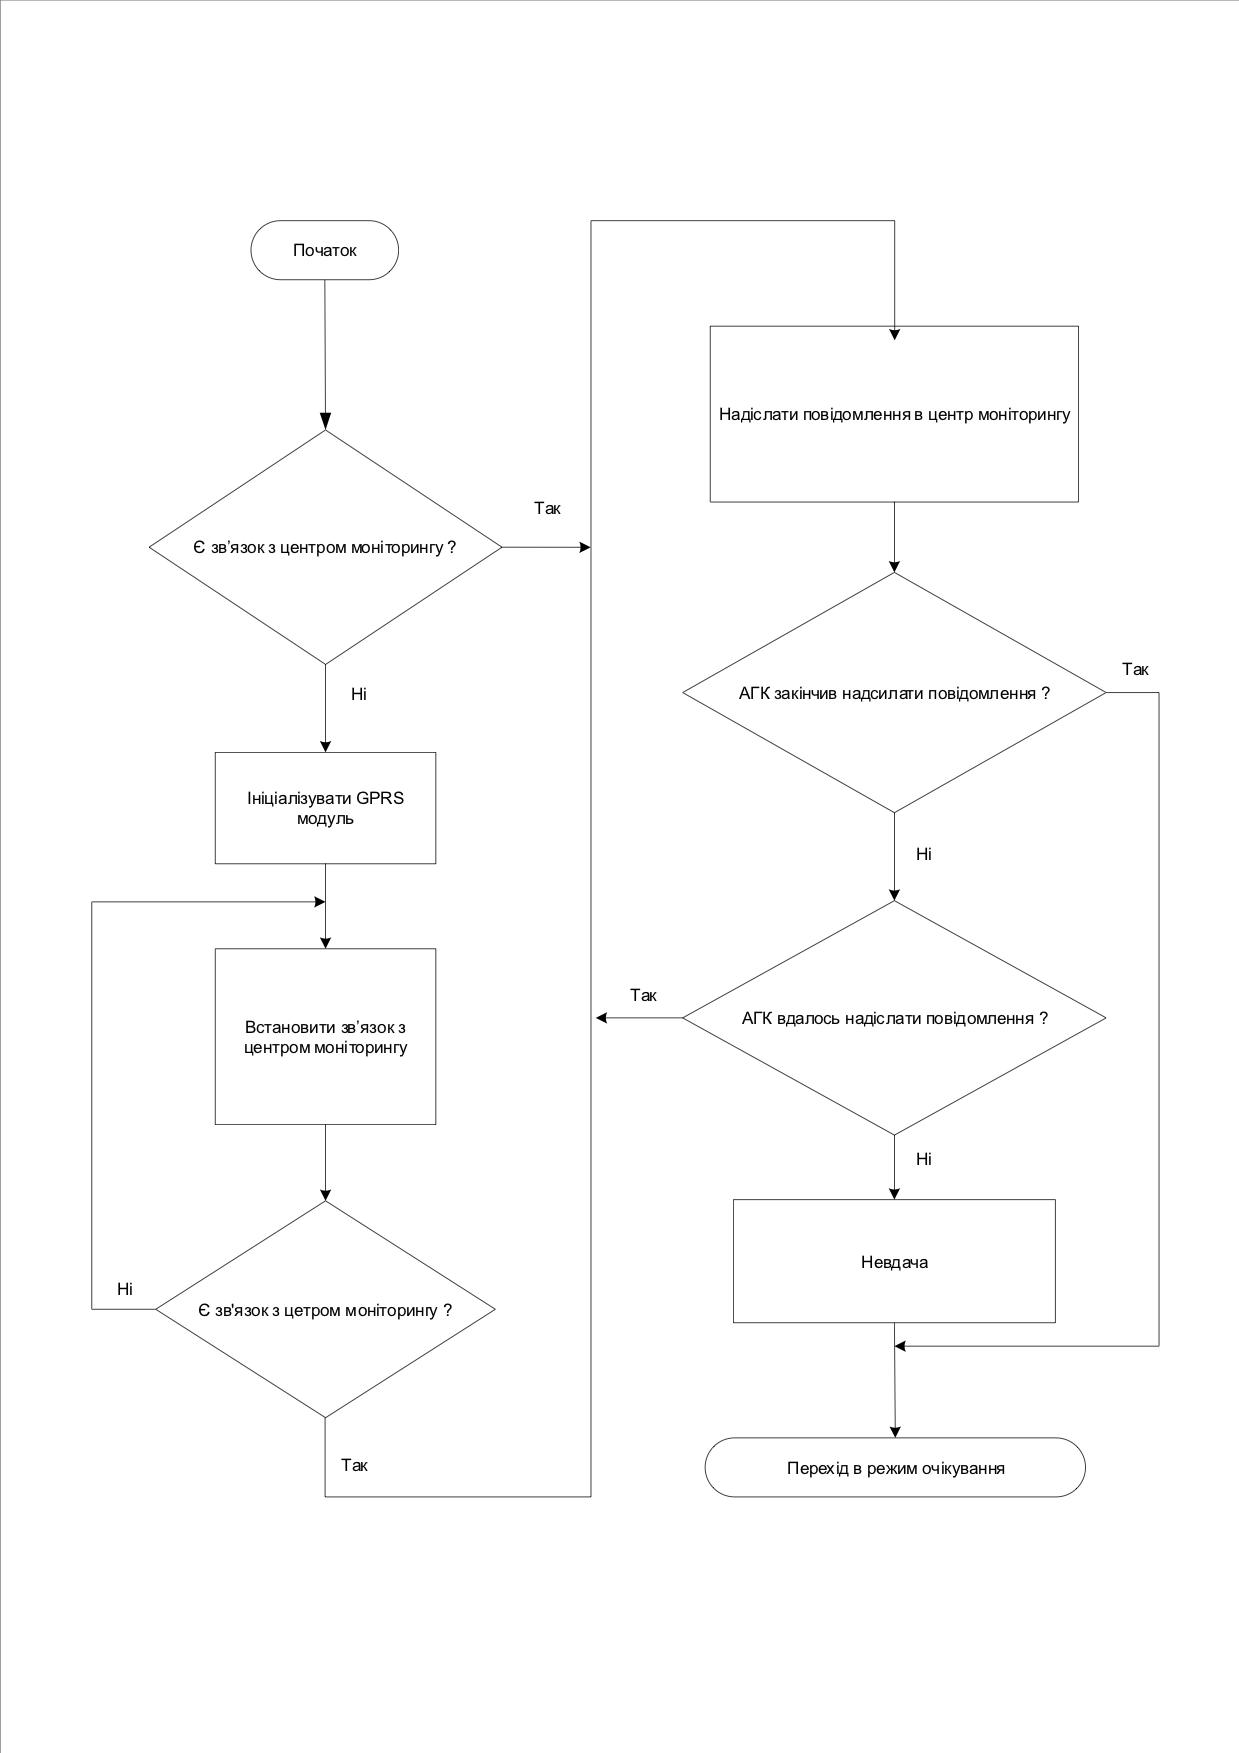 Початок
Є зв’язок з центром моніторингу ?
Так
Ні
Ініціалізувати GPRS
модуль
Встановити зв’язок з
центром моніторингу
Є зв'язок з цетром моніторингу ?
Ні
Так
Надіслати повідомлення в центр моніторингу
АГК закінчив надсилати повідомлення ?
Так
Ні
АГК вдалось надіслати повідомлення ?
Так
Ні
Невдача
Перехід в режим очікування